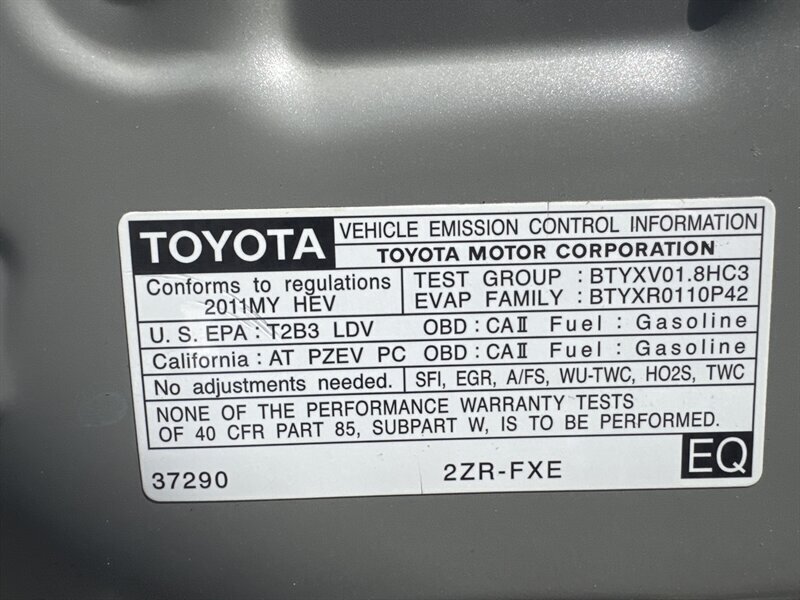 TOYOTA
VEHICLE EMISSION CONTROL INFORMATION
TOYOTA MOTOR CORPORATION
Conforms to regulations
2011MY HEV
TEST GROUP : BTYXV01.8HC3
EVAP FAMILY : BTYXR0110P42
U. S. EPA : T2B3 LDV OBD : CAⅡ Fuel : Gasoline
California : AT PZEV PC OBD : CAⅡ Fuel : Gasoline
No adjustments needed. SFI, EGR, A/FS, WU-TWC, HO2S, TWC
NONE OF THE PERFORMANCE WARRANTY TESTS
OF 40 CFR PART 85, SUBPART W, IS TO BE PERFORMED.
37290 2ZR-FXE EQ